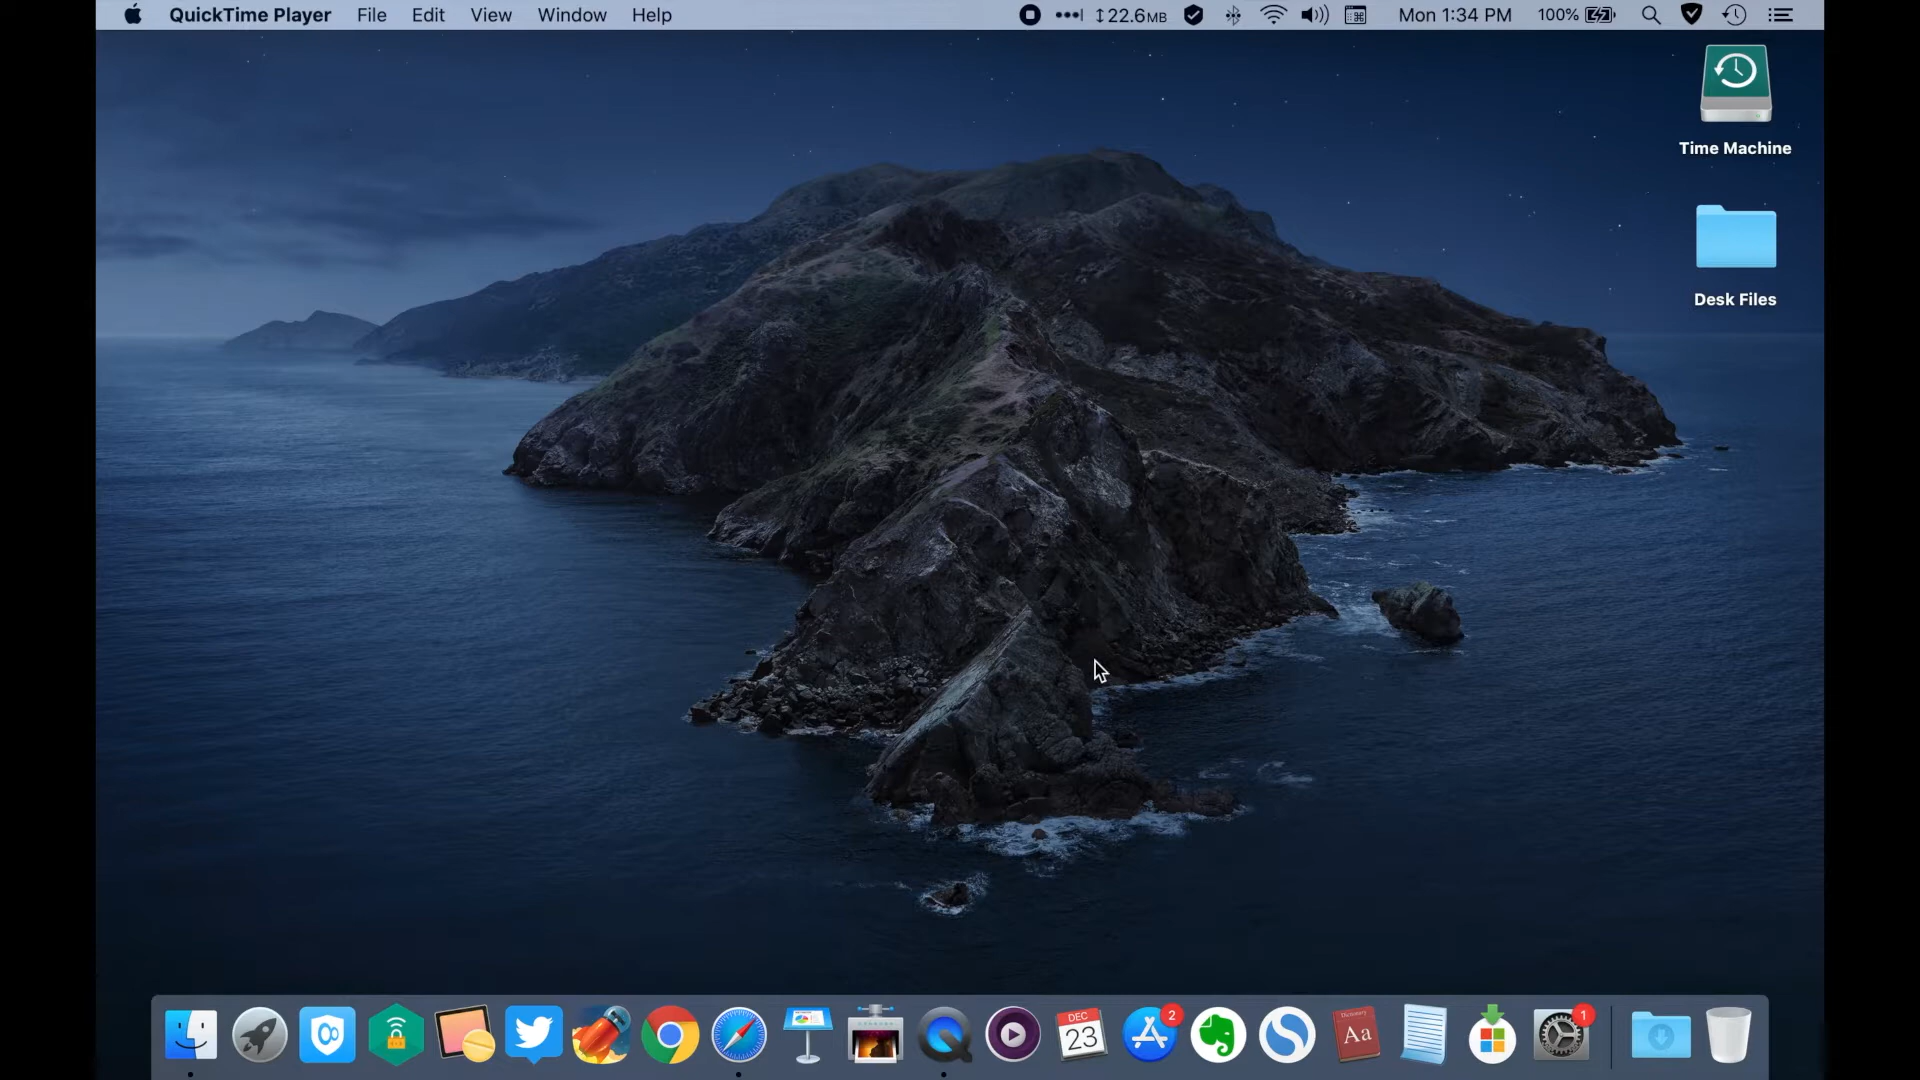 QuickTime Player File Edit View Window Help 22.6MB Mon 1:34 PM 100%
Time Machine
Desk Files
DEC
23
2
Dictionary
Aa
1